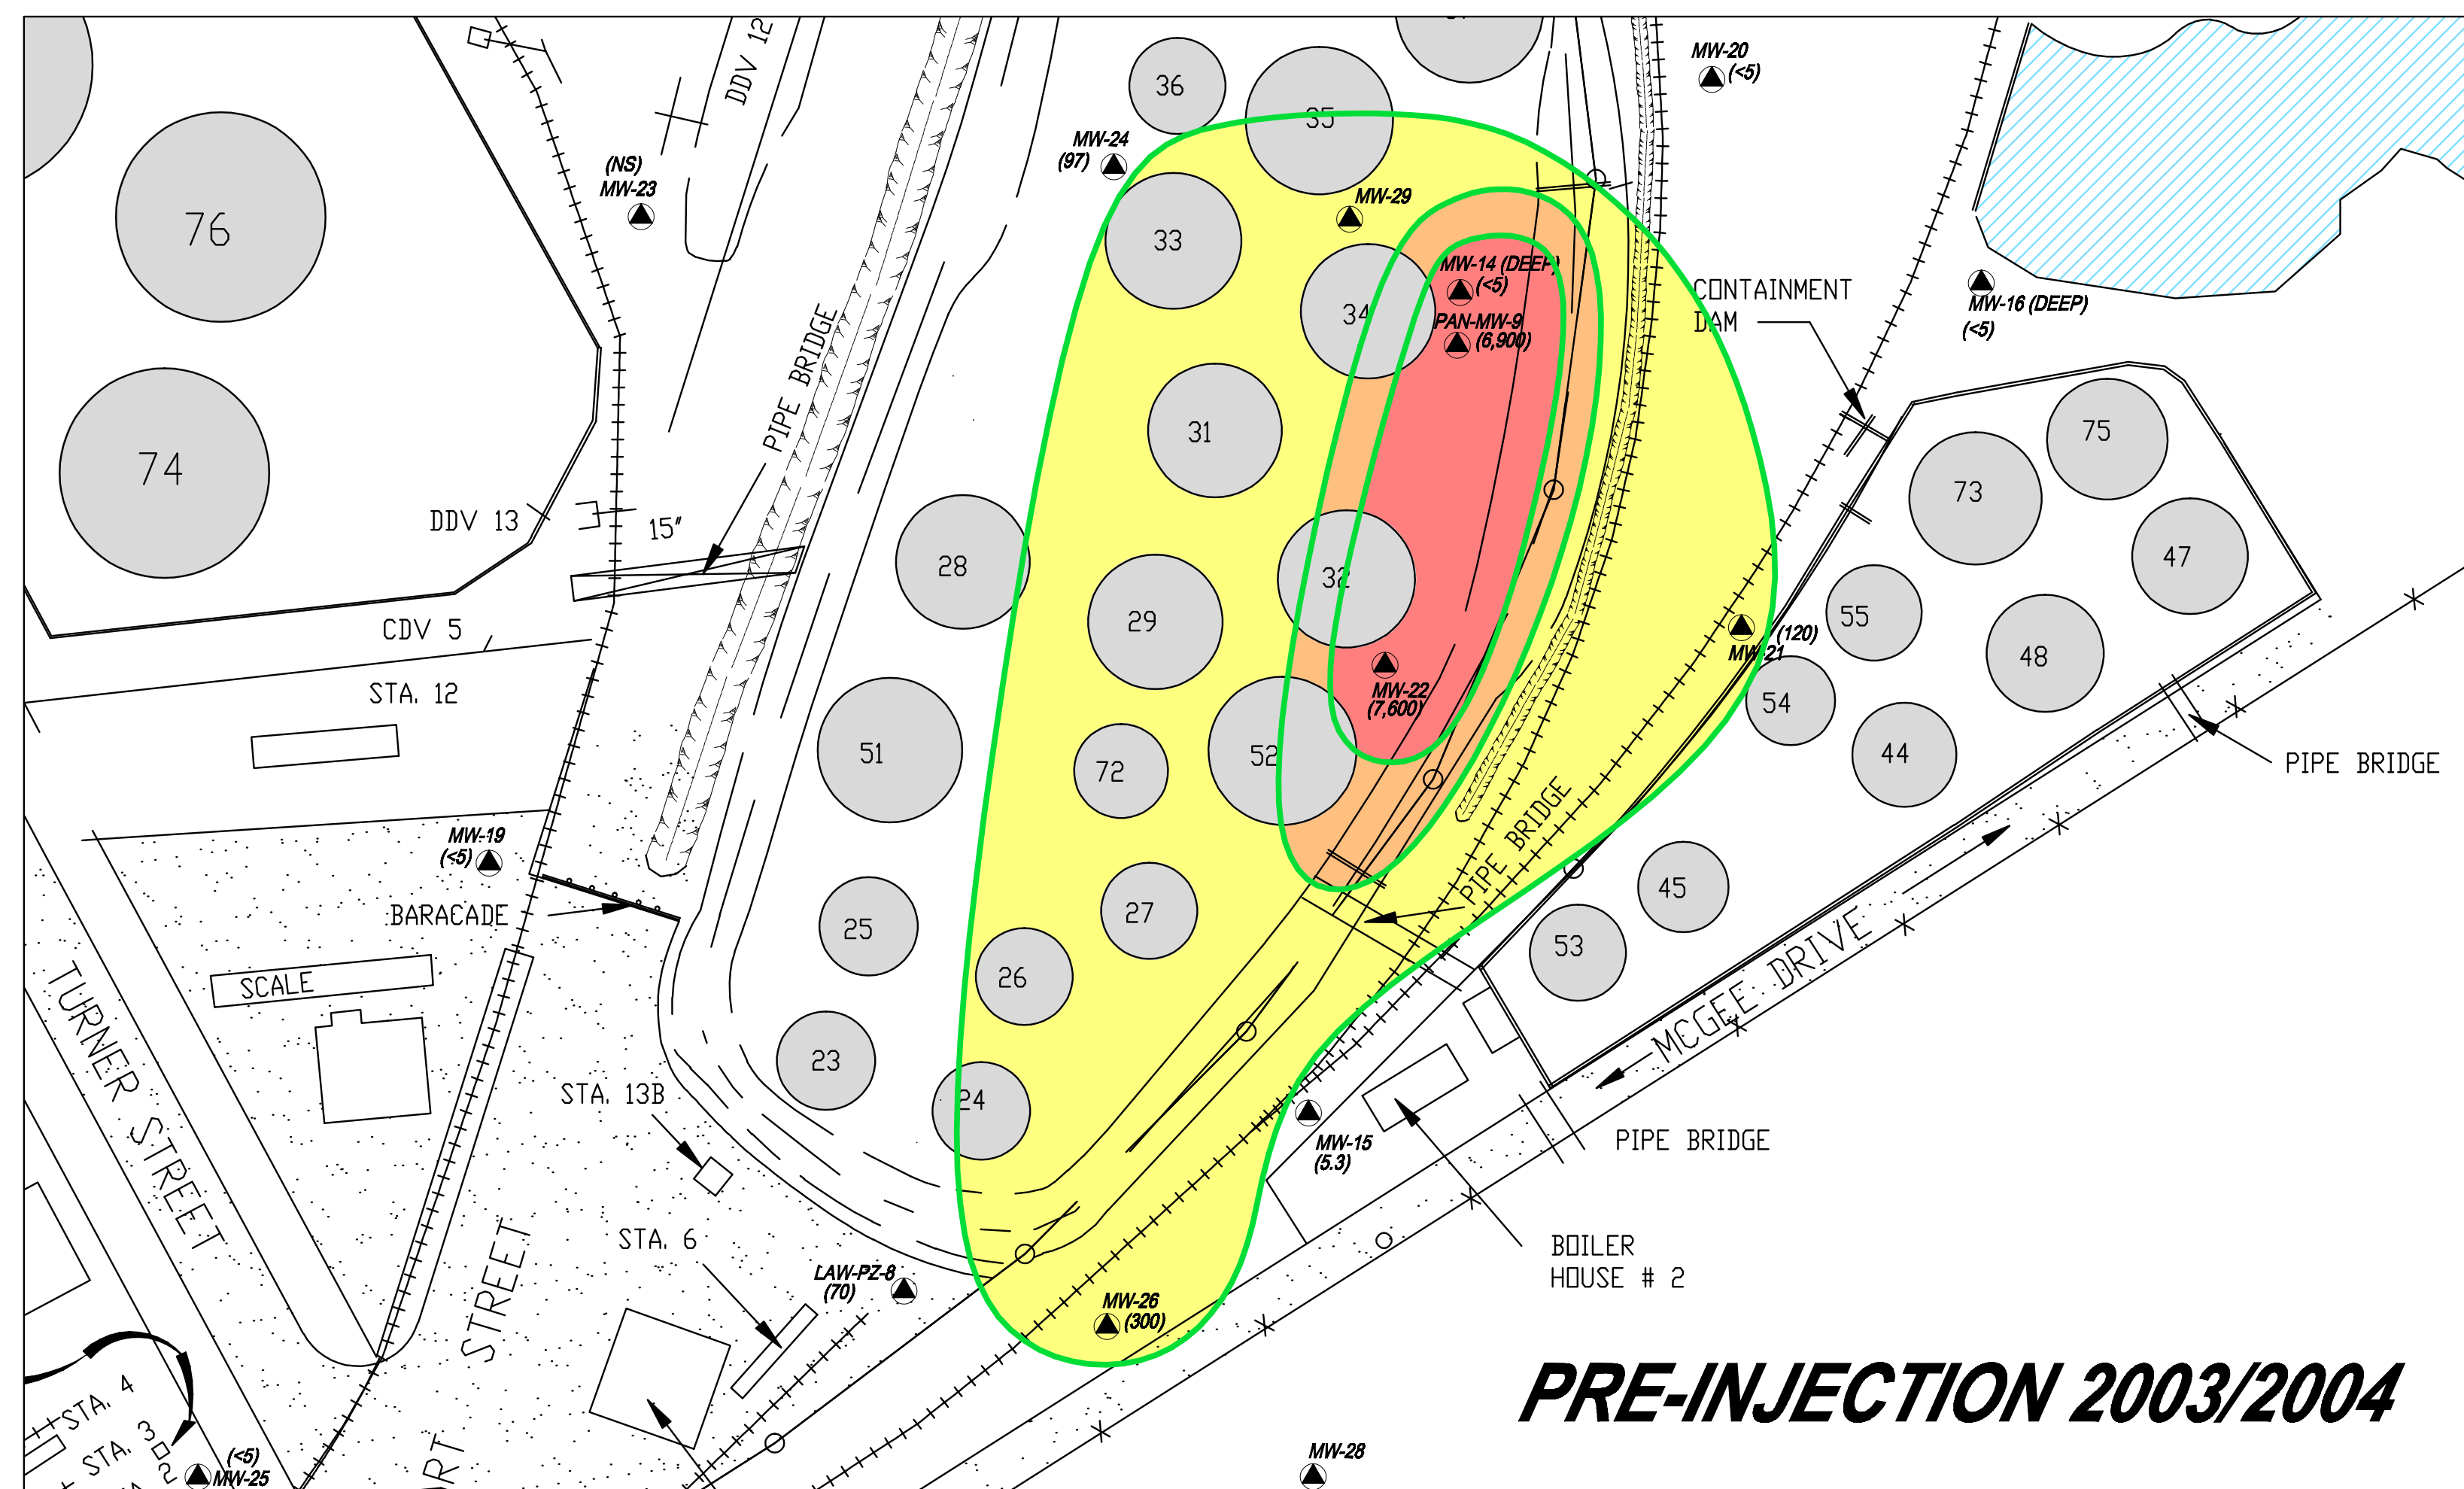 DDV 12
36
35
MW-20
(<5)
MW-24
(97)
(NS)
MW-23
76
33
MW-29
MW-14 (DEEP)
(<5)
34
PAN-MW-9
(6,900)
CONTAINMENT
DAM
MW-16 (DEEP)
(<5)
PIPE BRIDGE
31
74
75
73
DDV 13
15"
28
32
47
29
CDV 5
55
(120)
MW-21
48
STA. 12
MW-22
(7,600)
54
51
72
52
44
PIPE BRIDGE
MW-19
(<5)
PIPE BRIDGE
45
BARACADE
25
27
53
MCGEE DRIVE
SCALE
26
TURNER STREET
23
24
STA. 13B
MW-15
(5.3)
PIPE BRIDGE
STA. 6
STREET
BOILER
HOUSE # 2
LAW-PZ-8
(70)
MW-26
(300)
PRE-INJECTION 2003/2004
STA. 4
STA. 3
2
(<5)
MW-25
MW-28